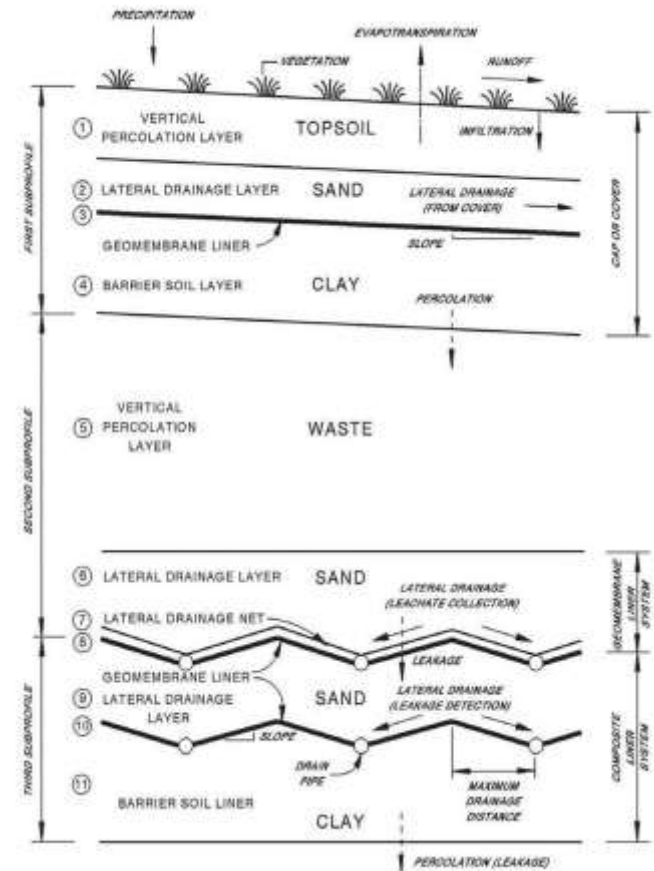 PRECIPITATION
EVAPOTRANSPIRATION
VEGETATION
RUNOFF
① VERTICAL
PERCOLATION LAYER
TOPSOIL
INFILTRATION
② LATERAL DRAINAGE LAYER
SAND
LATERAL DRAINAGE
(FROM COVER)
③
GEOMEMBRANE LINER
SLOPE
④ BARRIER SOIL LAYER
CLAY
PERCOLATION
FIRST SUBPROFILE
CAP OR COVER
⑤ VERTICAL
PERCOLATION
LAYER
WASTE
SECOND SUBPROFILE
⑥ LATERAL DRAINAGE LAYER
SAND
LATERAL DRAINAGE
(LEACHATE COLLECTION)
⑦ LATERAL DRAINAGE NET
⑧
GEOMEMBRANE LINER
LEAKAGE
GEOMEMBRANE
LINER
SYSTEM
⑨ LATERAL DRAINAGE
LAYER
SAND
LATERAL DRAINAGE
(LEAKAGE DETECTION)
⑩
SLOPE
DRAIN
PIPE
MAXIMUM
DRAINAGE
DISTANCE
⑪
BARRIER SOIL LINER
CLAY
THIRD SUBPROFILE
COMPOSITE
LINER
SYSTEM
PERCOLATION (LEAKAGE)